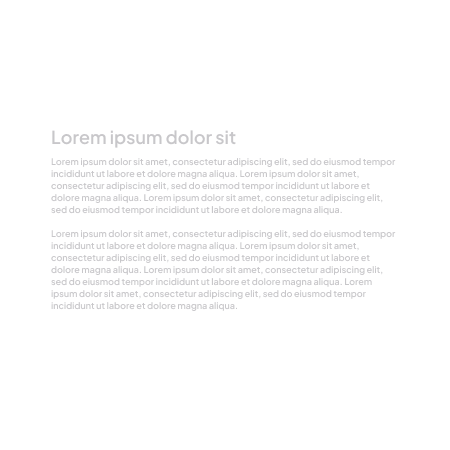 Lorem ipsum dolor sit
Lorem ipsum dolor sit amet, consectetur adipiscing elit, sed do eiusmod tempor
incididunt ut labore et dolore magna aliqua. Lorem ipsum dolor sit amet,
consectetur adipiscing elit, sed do eiusmod tempor incididunt ut labore et
dolore magna aliqua. Lorem ipsum dolor sit amet, consectetur adipiscing elit,
sed do eiusmod tempor incididunt ut labore et dolore magna aliqua.
Lorem ipsum dolor sit amet, consectetur adipiscing elit, sed do eiusmod tempor
incididunt ut labore et dolore magna aliqua. Lorem ipsum dolor sit amet,
consectetur adipiscing elit, sed do eiusmod tempor incididunt ut labore et
dolore magna aliqua. Lorem ipsum dolor sit amet, consectetur adipiscing elit,
sed do eiusmod tempor incididunt ut labore et dolore magna aliqua. Lorem
ipsum dolor sit amet, consectetur adipiscing elit, sed do eiusmod tempor
incididunt ut labore et dolore magna aliqua.